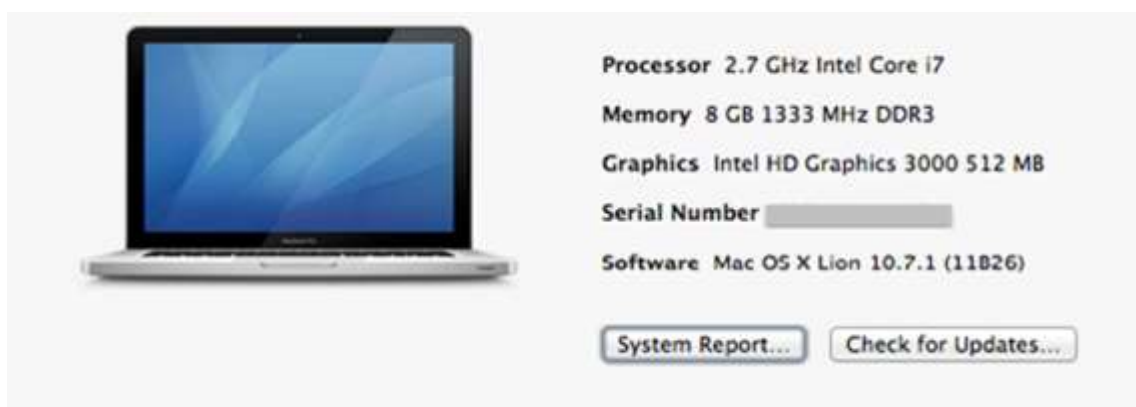 Processor 2.7 GHz Intel Core i7
Memory 8 GB 1333 MHz DDR3
Graphics Intel HD Graphics 3000 512 MB
Serial Number
Software Mac OS X Lion 10.7.1 (11B26)
System Report...
Check for Updates...